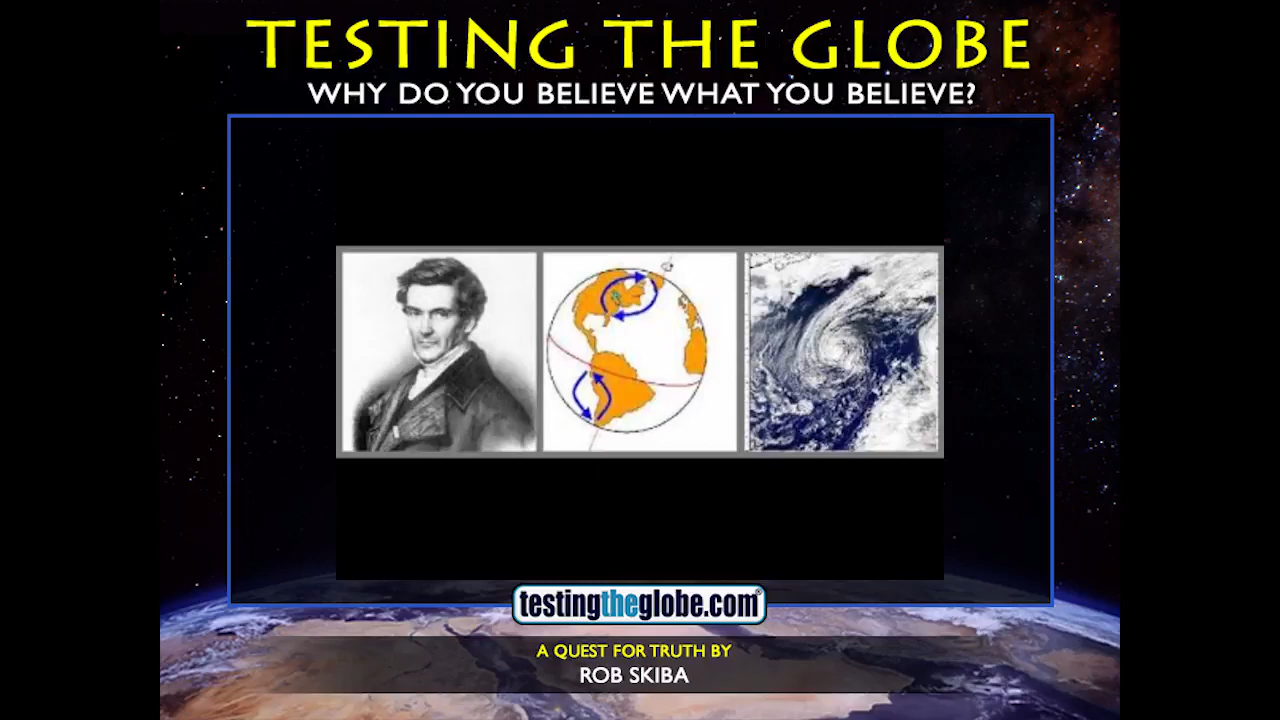 TESTING THE GLOBE
WHY DO YOU BELIEVE WHAT YOU BELIEVE?
testingtheglobe.com®
A QUEST FOR TRUTH BY
ROB SKIBA